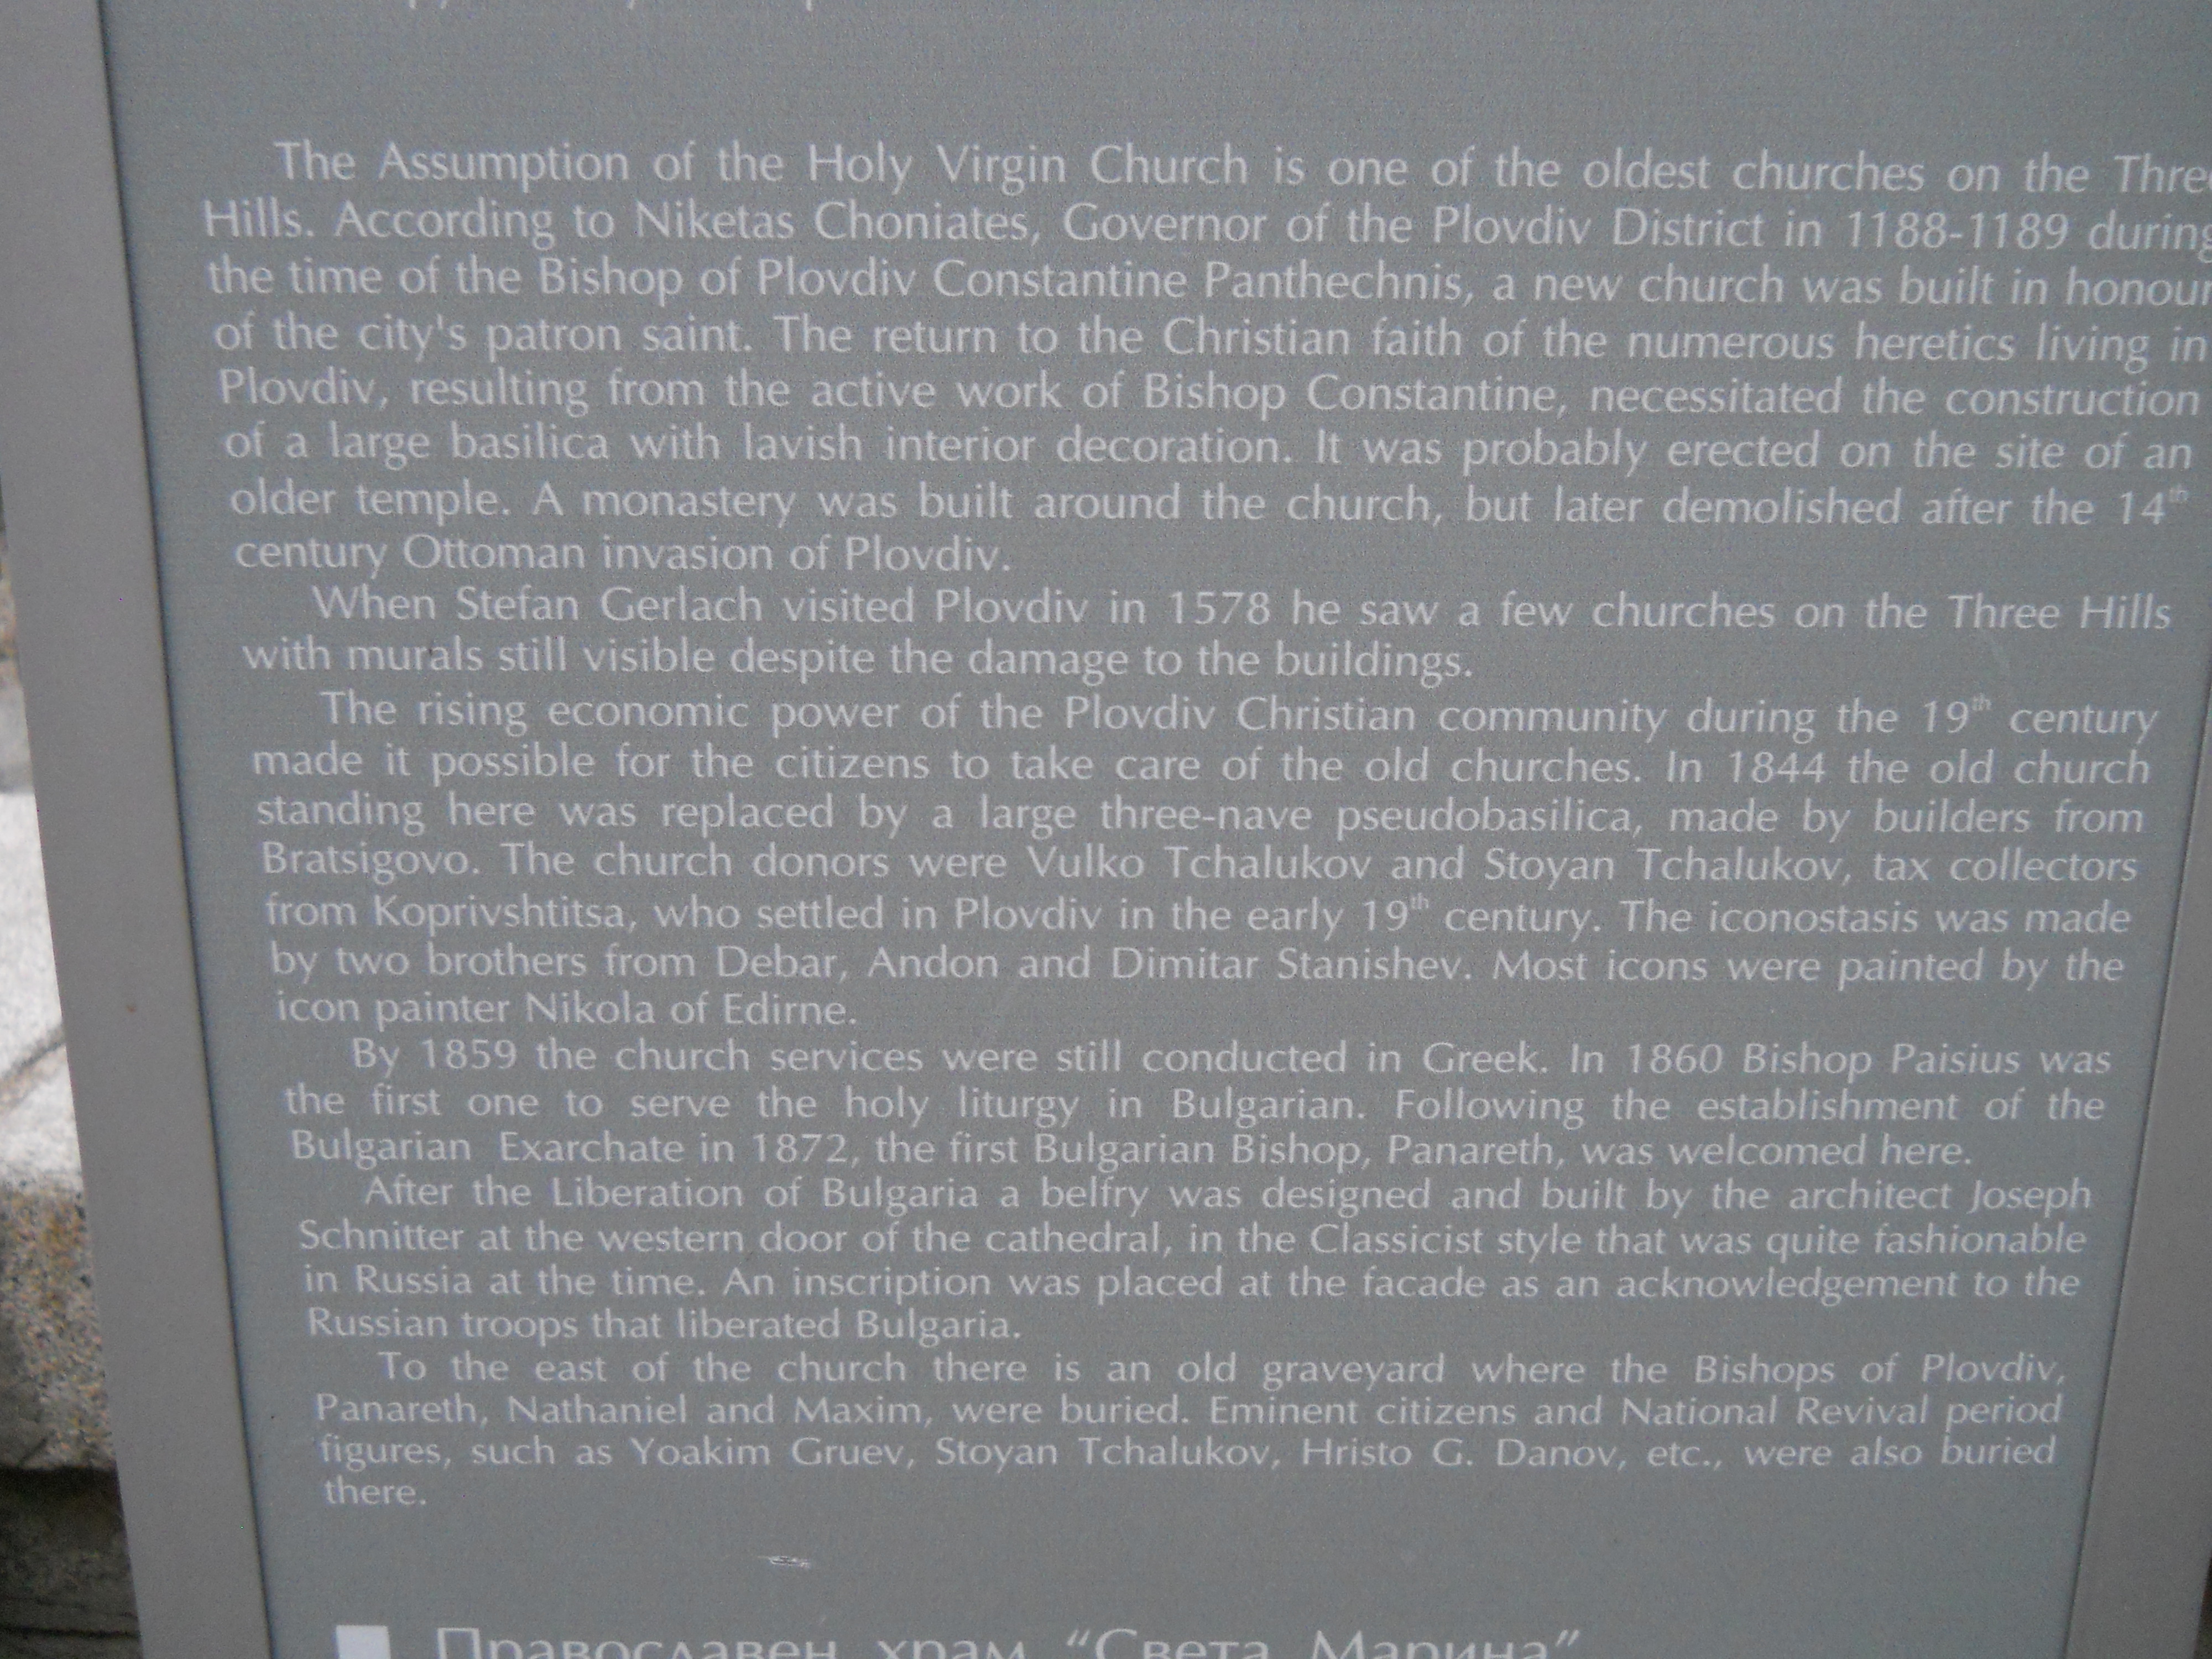 The Assumption of the Holy Virgin Church is one of the oldest churches on the Three
Hills. According to Niketas Choniates, Governor of the Plovdiv District in 1188-1189 during
the time of the Bishop of Plovdiv Constantine Panthechnis, a new church was built in honour
of the city's patron saint. The return to the Christian faith of the numerous heretics living in
Plovdiv, resulting from the active work of Bishop Constantine, necessitated the construction
of a large basilica with lavish interior decoration. It was probably erected on the site of an
older temple. A monastery was built around the church, but later demolished after the 14th
century Ottoman invasion of Plovdiv.
When Stefan Gerlach visited Plovdiv in 1578 he saw a few churches on the Three Hills
with murals still visible despite the damage to the buildings.
The rising economic power of the Plovdiv Christian community during the 19th century
made it possible for the citizens to take care of the old churches. In 1844 the old church
standing here was replaced by a large three-nave pseudobasilica, made by builders from
Bratsigovo. The church donors were Vulko Tchalukov and Stoyan Tchalukov, tax collectors
from Koprivshtitsa, who settled in Plovdiv in the early 19th century. The iconostasis was made
by two brothers from Debar, Andon and Dimitar Stanishev. Most icons were painted by the
icon painter Nikola of Edirne.
By 1859 the church services were still conducted in Greek. In 1860 Bishop Paisius was
the first one to serve the holy liturgy in Bulgarian. Following the establishment of the
Bulgarian Exarchate in 1872, the first Bulgarian Bishop, Panareth, was welcomed here.
After the Liberation of Bulgaria a belfry was designed and built by the architect Joseph
Schnitter at the western door of the cathedral, in the Classicist style that was quite fashionable
in Russia at the time. An inscription was placed at the facade as an acknowledgement to the
Russian troops that liberated Bulgaria.
To the east of the church there is an old graveyard where the Bishops of Plovdiv,
Panareth, Nathaniel and Maxim, were buried. Eminent citizens and National Revival period
figures, such as Yoakim Gruev, Stoyan Tchalukov, Hristo G. Danov, etc., were also buried
there.
Православен храм "Света Марина"